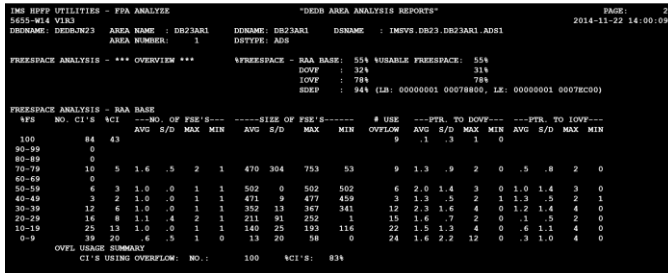 IMS HPFP UTILITIES - FPA ANALYZE "DEDB AREA ANALYSIS REPORTS" PAGE: 2
5655-W14 V1R3 2014-11-22 14:00:09
DBDNAME: DEDBJN23 AREA NAME : DB23AR1 DDNAME: DB23AR1 DSNAME : IMSVS.DB23.DB23AR1.ADS1
AREA NUMBER: 1 DSTYPE: ADS
FREESPACE ANALYSIS - *** OVERVIEW *** %FREESPACE - RAA BASE: 55% %USABLE FREESPACE: 55%
DOVF : 32% 31%
IOVF : 78% 78%
SDEP : 94% (LB: 00000001 00078800, LE: 00000001 0007EC00)
FREESPACE ANALYSIS - RAA BASE
%FS NO. CI'S %CI ---NO. OF FSE'S--- -----SIZE OF FSE'S------ # USE ---PTR. TO DOVF--- ---PTR. TO IOVF---
AVG S/D MAX MIN AVG S/D MAX MIN OVFLOW AVG S/D MAX MIN AVG S/D MAX MIN
100 84 43 9 .1 .3 1 0
90-99 0
80-89 0
70-79 10 5 1.6 .5 2 1 470 304 753 53 9 1.3 .9 2 0 .5 .8 2 0
60-69 0
50-59 6 3 1.0 .0 1 1 502 0 502 502 6 2.0 1.4 3 0 1.0 1.4 3 0
40-49 3 2 1.0 .0 1 1 471 9 477 459 3 1.3 .5 2 1 1.3 .5 2 1
30-39 12 6 1.0 .0 1 1 352 13 367 341 12 2.3 1.6 4 0 1.2 1.4 4 0
20-29 16 8 1.1 .4 2 1 211 91 252 1 15 1.6 .7 2 0 .1 .5 2 0
10-19 25 13 1.0 .0 1 1 140 25 193 116 22 1.5 1.3 4 0 .6 1.1 4 0
0-9 39 20 .6 .5 1 0 13 20 58 0 24 1.6 2.2 12 0 .3 1.0 4 0
OVFL USAGE SUMMARY
CI'S USING OVERFLOW: NO.: 100 %CI'S: 83%